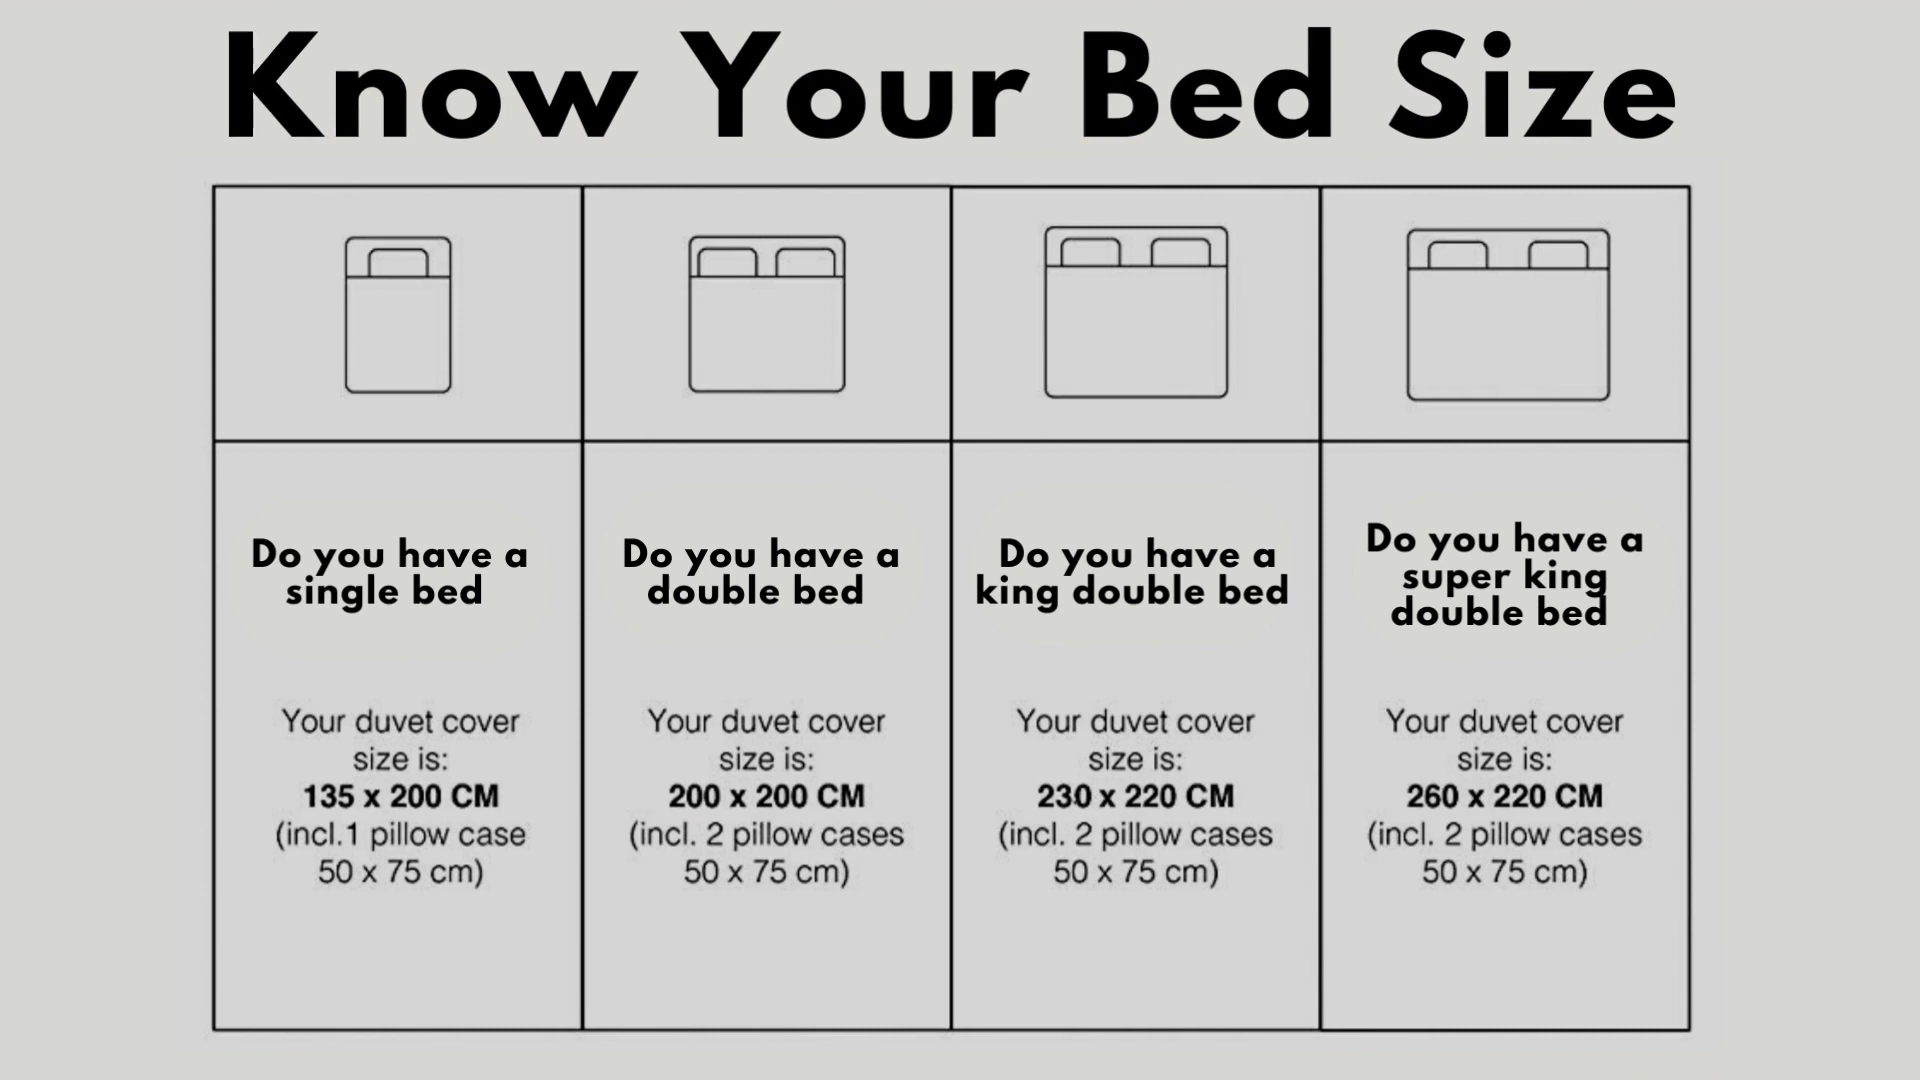 Know Your Bed Size
Do you have a
single bed
Your duvet cover
size is:
135 x 200 CM
(incl.1 pillow case
50 x 75 cm)
Do you have a
double bed
Your duvet cover
size is:
200 x 200 CM
(incl. 2 pillow cases
50 x 75 cm)
Do you have a
king double bed
Your duvet cover
size is:
230 x 220 CM
(incl. 2 pillow cases
50 x 75 cm)
Do you have a
super king
double bed
Your duvet cover
size is:
260 x 220 CM
(incl. 2 pillow cases
50 x 75 cm)